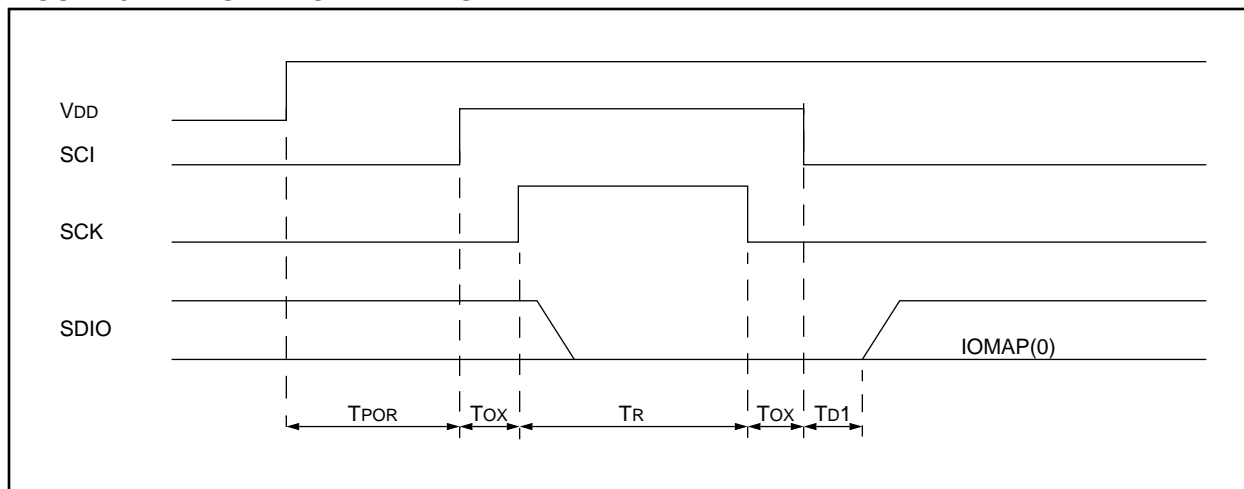 VDD
SCI
SCK
SDIO
IOMAP(0)
TPOR
TOX
TR
TOX
TD1